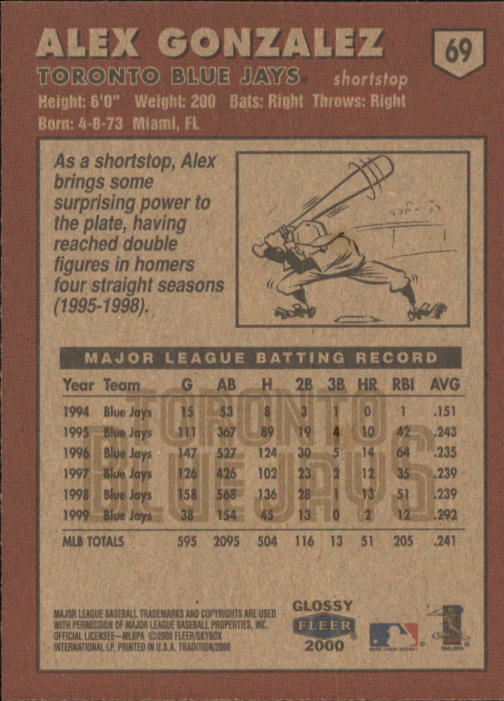 ALEX GONZALEZ
69
TORONTO BLUE JAYS. shortstop
Height: 6'0" Weight: 200 Bats: Right Throws: Right
Born: 4-8-73 Miami, FL
As a shortstop, Alex
brings some
surprising power to
the plate, having
reached double
figures in homers
four straight seasons
(1995-1998).
MAJOR LEAGUE BATTING RECORD
Year Team G AB H 2B 3B HR RBI AVG
1994 Blue Jays 15 53 8 3 1 0 1 .151
1995 Blue Jays 111 367 89 19 4 10 42 .243
1996 Blue Jays 147 527 124 30 5 14 64 .235
1997 Blue Jays 126 426 102 23 2 12 35 .239
1998 Blue Jays 158 568 136 28 1 13 51 .239
1999 Blue Jays 38 154 45 13 0 2 12 .292
MLB TOTALS 595 2095 504 116 13 51 205 .241
TORONTO
BLUE JAYS
MAJOR LEAGUE BASEBALL TRADEMARKS AND COPYRIGHTS ARE USED
WITH PERMISSION OF MAJOR LEAGUE BASEBALL PROPERTIES, INC.
OFFICIAL LICENSEE—MLBPA ©2000 FLEER/SKYBOX
INTERNATIONAL LP, PRINTED IN U.S.A. TRADITION/2000
GLOSSY
FLEER
2000